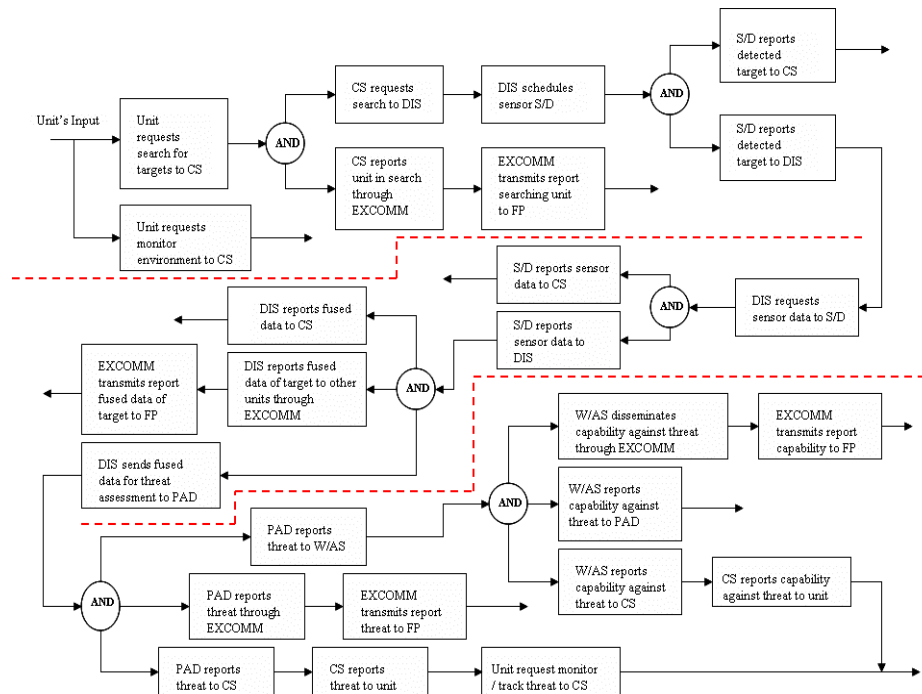 Unit's Input
Unit
requests
search for
targets to CS
AND
CS requests
search to DIS
DIS schedules
sensor S/D
AND
S/D reports
detected
target to CS
S/D reports
detected
target to DIS
CS reports
unit in search
through
EXCOMM
EXCOMM
transmits report
searching unit
to FP
Unit requests
monitor
environment to CS
DIS requests
sensor data to S/D
AND
S/D reports sensor
data to CS
S/D reports
sensor data to
DIS
AND
DIS reports fused
data to CS
DIS reports fused
data of target to other
units through
EXCOMM
EXCOMM
transmits report
fused data of
target to FP
DIS sends fused
data for threat
assessment to PAD
AND
PAD reports
threat to W/AS
AND
W/AS disseminates
capability against threat
through EXCOMM
EXCOMM
transmits report
capability to FP
W/AS reports
capability against
threat to PAD
W/AS reports
capability against
threat to CS
CS reports capability
against threat to unit
PAD reports
threat through
EXCOMM
EXCOMM
transmits report
threat to FP
PAD reports
threat to CS
CS reports
threat to unit
Unit request monitor
/ track threat to CS